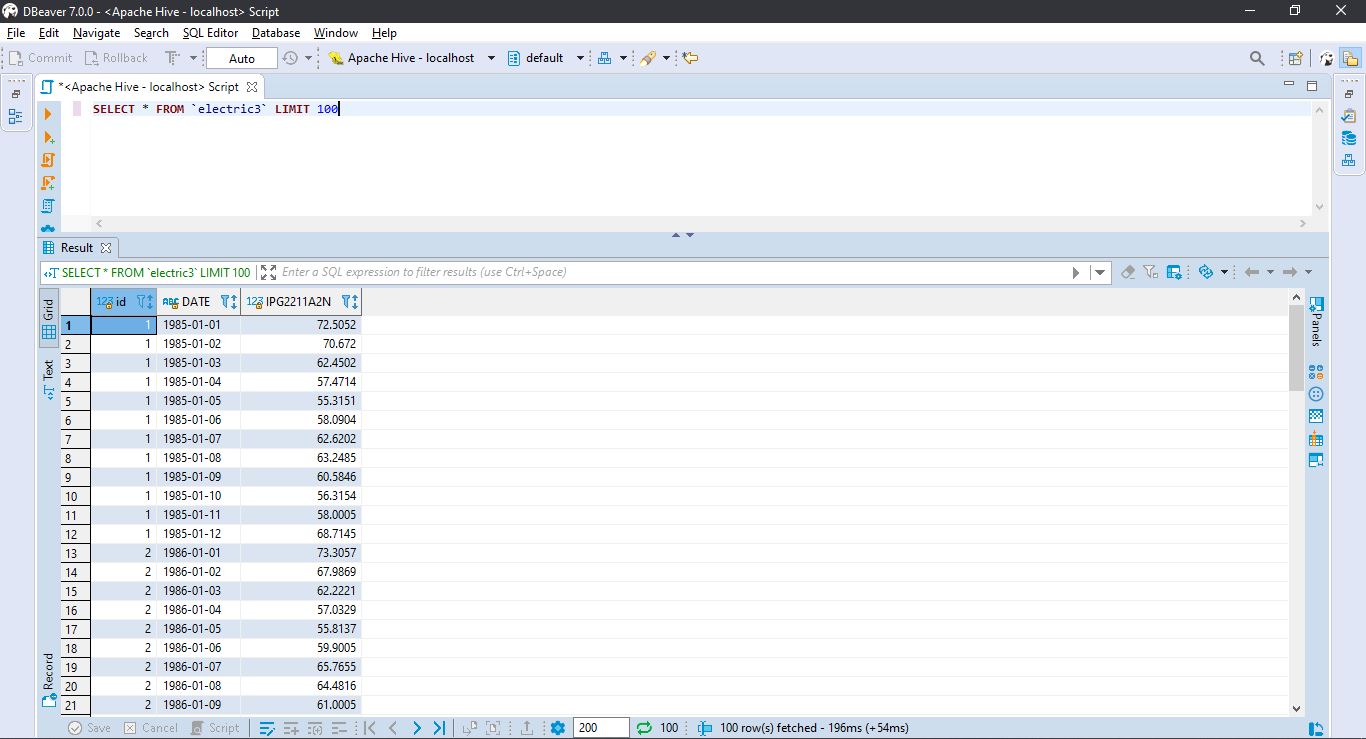 DBeaver 7.0.0 - <Apache Hive - localhost> Script
File Edit Navigate Search SQL Editor Database Window Help
Commit Rollback Auto Apache Hive - localhost default
*<Apache Hive - localhost> Script
SELECT * FROM `electric3` LIMIT 100
Result
SELECT * FROM `electric3` LIMIT 100 Enter a SQL expression to filter results (use Ctrl+Space)
Grid
Text
Record
Panels
123 id ABC DATE 123 IPG2211A2N
1 1 1985-01-01 72.5052
2 1 1985-01-02 70.672
3 1 1985-01-03 62.4502
4 1 1985-01-04 57.4714
5 1 1985-01-05 55.3151
6 1 1985-01-06 58.0904
7 1 1985-01-07 62.6202
8 1 1985-01-08 63.2485
9 1 1985-01-09 60.5846
10 1 1985-01-10 56.3154
11 1 1985-01-11 58.0005
12 1 1985-01-12 68.7145
13 2 1986-01-01 73.3057
14 2 1986-01-02 67.9869
15 2 1986-01-03 62.2221
16 2 1986-01-04 57.0329
17 2 1986-01-05 55.8137
18 2 1986-01-06 59.9005
19 2 1986-01-07 65.7655
20 2 1986-01-08 64.4816
21 2 1986-01-09 61.0005
Save Cancel Script 200 100 100 row(s) fetched - 196ms (+54ms)